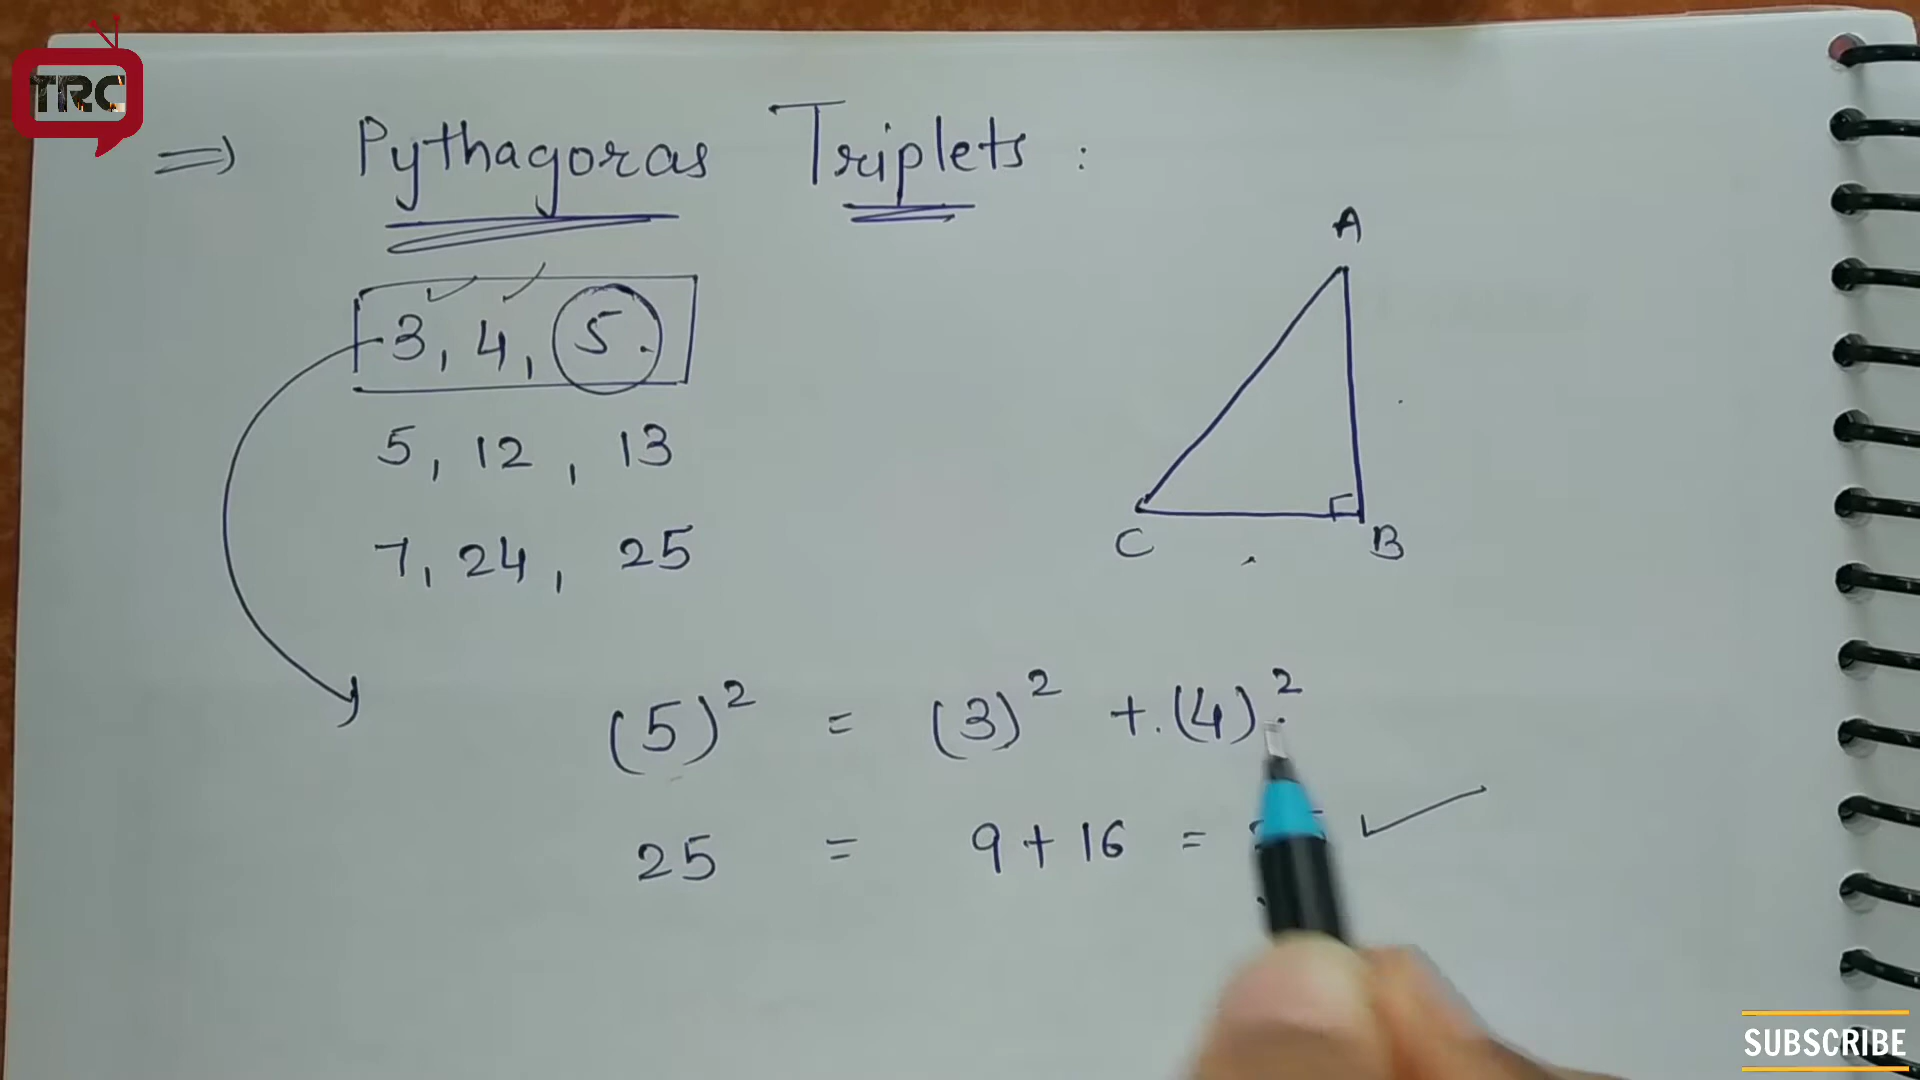 TRC
⇒ Pythagoras Triplets :
3, 4, 5.
5, 12, 13
7, 24, 25
A
C
B
(5)² = (3)² + (4)²
25 = 9 + 16 =
SUBSCRIBE